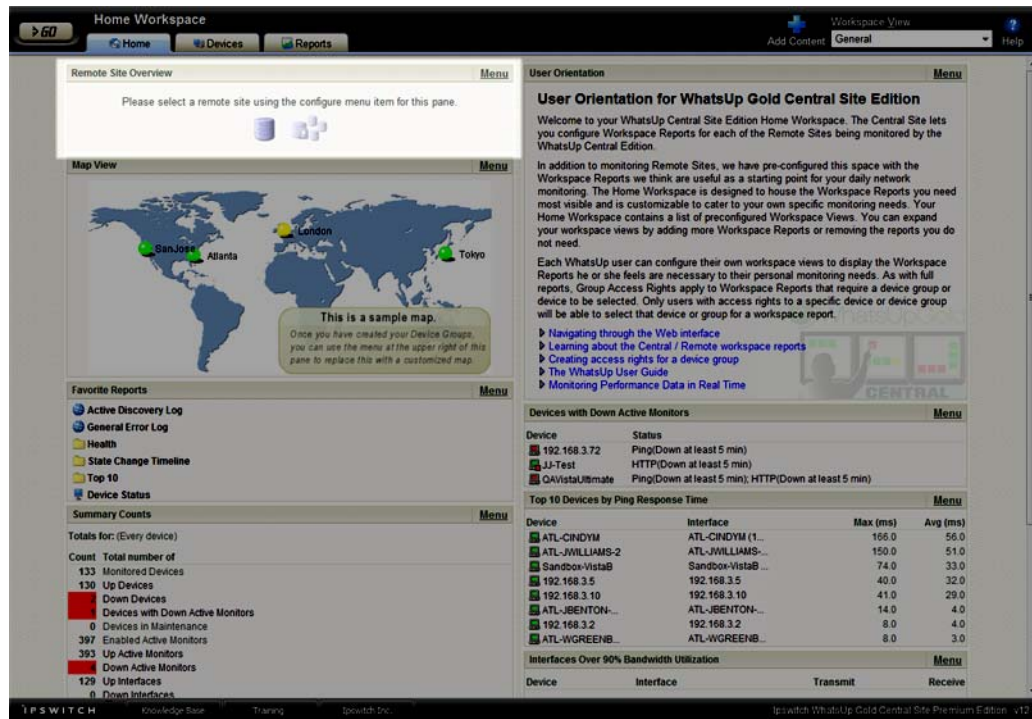 GO
Home Workspace
Home
Devices
Reports
Add Content
Workspace View
General
Help
Remote Site Overview
Menu
Please select a remote site using the configure menu item for this pane.
Map View
Menu
SanJose
Atlanta
London
Tokyo
This is a sample map.
Once you have created your Device Groups,
you can use the menu at the upper right of this
pane to replace this with a customized map.
Favorite Reports
Menu
Active Discovery Log
General Error Log
Health
State Change Timeline
Top 10
Device Status
Summary Counts
Menu
Totals for: (Every device)
Count Total number of
133 Monitored Devices
130 Up Devices
Down Devices
Devices with Down Active Monitors
0 Devices in Maintenance
397 Enabled Active Monitors
393 Up Active Monitors
4 Down Active Monitors
129 Up Interfaces
0 Down Interfaces
User Orientation
Menu
User Orientation for WhatsUp Gold Central Site Edition
Welcome to your WhatsUp Central Site Edition Home Workspace. The Central Site lets
you configure Workspace Reports for each of the Remote Sites being monitored by the
WhatsUp Central Edition.
In addition to monitoring Remote Sites, we have pre-configured this space with the
Workspace Reports we think are useful as a starting point for your daily network
monitoring. The Home Workspace is designed to house the Workspace Reports you need
most visible and is customizable to cater to your own specific monitoring needs. Your
Home Workspace contains a list of preconfigured Workspace Views. You can expand
your workspace views by adding more Workspace Reports or removing the reports you do
not need.
Each WhatsUp user can configure their own workspace views to display the Workspace
Reports he or she feels are necessary to their personal monitoring needs. As with full
reports, Group Access Rights apply to Workspace Reports that require a device group or
device to be selected. Only users with access rights to a specific device or device group
will be able to select that device or group for a workspace report.
WhatsUpGold
Navigating through the Web interface
Learning about the Central / Remote workspace reports
Creating access rights for a device group
The WhatsUp User Guide
Monitoring Performance Data in Real Time
CENTRAL
Devices with Down Active Monitors
Menu
Device Status
192.168.3.72 Ping(Down at least 5 min)
JJ-Test HTTP(Down at least 5 min)
QAVistaUltimate Ping(Down at least 5 min); HTTP(Down at least 5 min)
Top 10 Devices by Ping Response Time
Menu
Device Interface Max (ms) Avg (ms)
ATL-CINDYM ATL-CINDYM (1... 166.0 56.0
ATL-JWILLIAMS-2 ATL-JWILLIAMS-... 150.0 51.0
Sandbox-VistaB Sandbox-VistaB ... 74.0 33.0
192.168.3.5 192.168.3.5 40.0 32.0
192.168.3.10 192.168.3.10 41.0 29.0
ATL-JBENTON-... ATL-JBENTON-... 14.0 4.0
192.168.3.2 192.168.3.2 8.0 4.0
ATL-WGREENB... ATL-WGREENB... 8.0 3.0
Interfaces Over 90% Bandwidth Utilization
Menu
Device Interface Transmit Receive
IPSWITCH
Knowledge Base
Training
Ipswitch Inc.
Ipswitch WhatsUp Gold Central Site Premium Edition v12